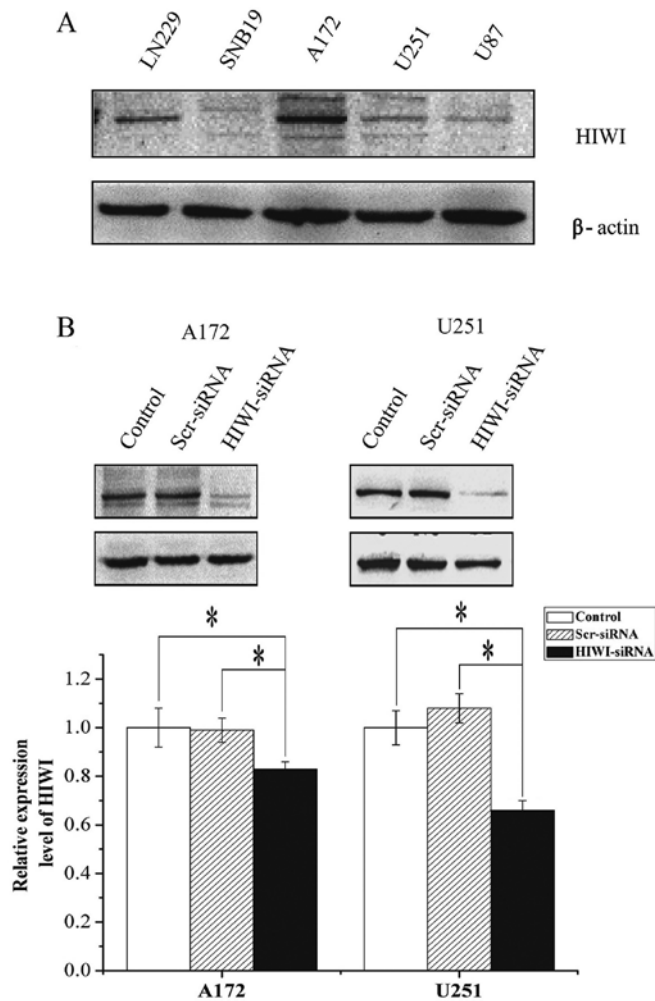 A
LN229 SNB19 A172 U251 U87
HIWI
β- actin
B
A172 U251
Control Scr-siRNA HIWI-siRNA Control Scr-siRNA HIWI-siRNA
* *
* *
Control
Scr-siRNA
HIWI-siRNA
Relative expression
level of HIWI
1.2
1.0
0.8
0.6
0.4
0.2
0.0
A172 U251